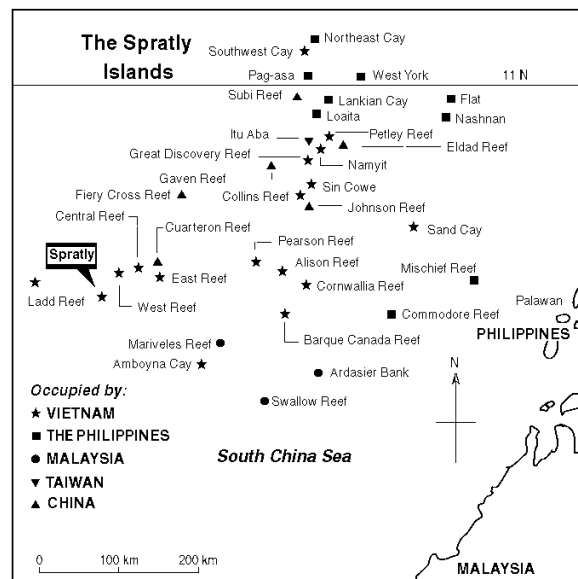 The Spratly
Islands
Northeast Cay
Southwest Cay
Pag-asa
West York
11 N
Subi Reef
Lankian Cay
Flat
Loaita
Nashnan
Itu Aba
Petley Reef
Great Discovery Reef
Eldad Reef
Namyit
Gaven Reef
Sin Cowe
Fiery Cross Reef
Collins Reef
Johnson Reef
Central Reef
Cuarteron Reef
Sand Cay
Pearson Reef
Spratly
Alison Reef
Mischief Reef
East Reef
Cornwallia Reef
Ladd Reef
West Reef
Palawan
Commodore Reef
PHILIPPINES
Barque Canada Reef
Mariveles Reef
Amboyna Cay
N
Ardasier Bank
Occupied by:
VIETNAM
Swallow Reef
THE PHILIPPINES
MALAYSIA
South China Sea
TAIWAN
CHINA
0 100 km 200 km
MALAYSIA